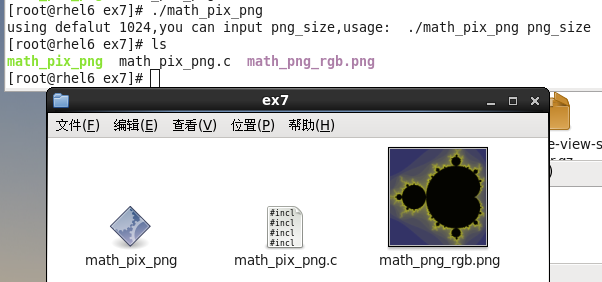 [root@rhel6 ex7]# ./math_pix_png
using defalut 1024,you can input png_size,usage:  ./math_pix_png png_size
[root@rhel6 ex7]# ls
math_pix_png  math_pix_png.c  math_png_rgb.png
[root@rhel6 ex7]#
ex7
文件(F) 编辑(E) 查看(V) 位置(P) 帮助(H)
#incl
#incl
#incl
#incl
e-view-s
math_pix_png math_pix_png.c math_png_rgb.png